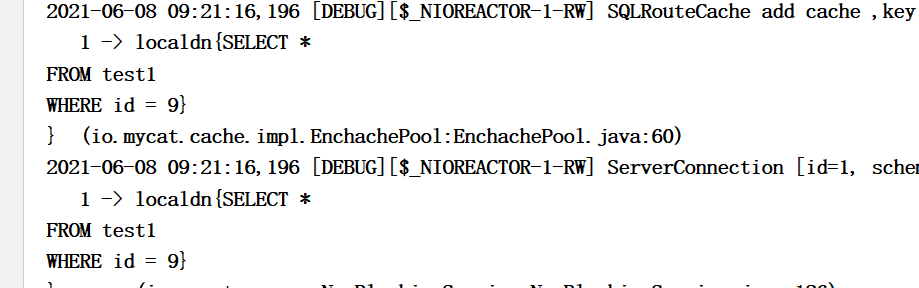 2021-06-08 09:21:16,196 [DEBUG][$_NIOREACTOR-1-RW] SQLRouteCache add cache ,key
1 -> localdn{SELECT *
FROM test1
WHERE id = 9}
} (io.mycat.cache.impl.EnchachePool:EnchachePool.java:60)
2021-06-08 09:21:16,196 [DEBUG][$_NIOREACTOR-1-RW] ServerConnection [id=1,
1 -> localdn{SELECT *
FROM test1
WHERE id = 9}